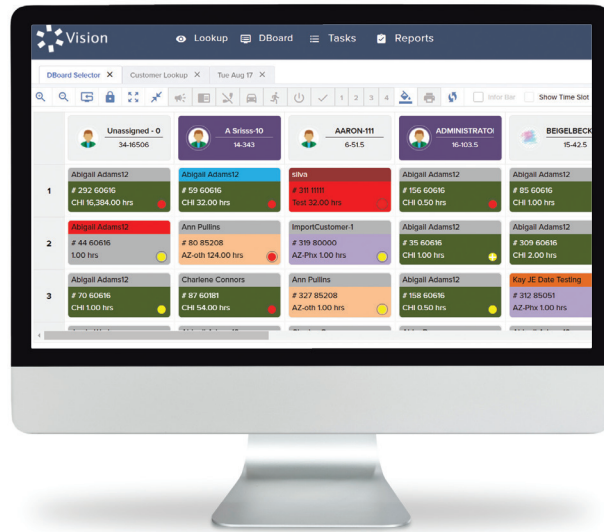 Vision
Lookup DBoard Tasks Reports
DBoard Selector X Customer Lookup X Tue Aug 17 X
1 2 3 4 Infor Bar Show Time Slot
Unassigned - 0 A Srisss-10 AARON-111 ADMINISTRATO BEIGELBECK
34-16506 14-343 6-51.5 16-103.5 15-42.5
1
Abigail Adams12 Abigail Adams12 silva Abigail Adams12 Abigail Adams12
# 292 60616 # 59 60616 # 311 11111 # 156 60616 # 85 60616
CHI 16,384.00 hrs CHI 32.00 hrs Test 32.00 hrs CHI 0.50 hrs CHI 1.00 hrs
2
Abigail Adams12 Ann Pullins ImportCustomer-1 Abigail Adams12 Abigail Adams12
# 44 60616 # 80 85208 # 319 80000 # 35 60616 # 309 60616
1.00 hrs AZ-oth 124.00 hrs AZ-Phx 1.00 hrs CHI 1.00 hrs CHI 2.00 hrs
3
Abigail Adams12 Charlene Connors Ann Pullins Abigail Adams12 Kay JE Date Testing
# 70 60616 # 87 60181 # 327 85208 # 158 60616 # 312 85051
CHI 1.00 hrs CHI 54.00 hrs AZ-oth 1.00 hrs CHI 0.50 hrs AZ-Phx 1.00 hrs